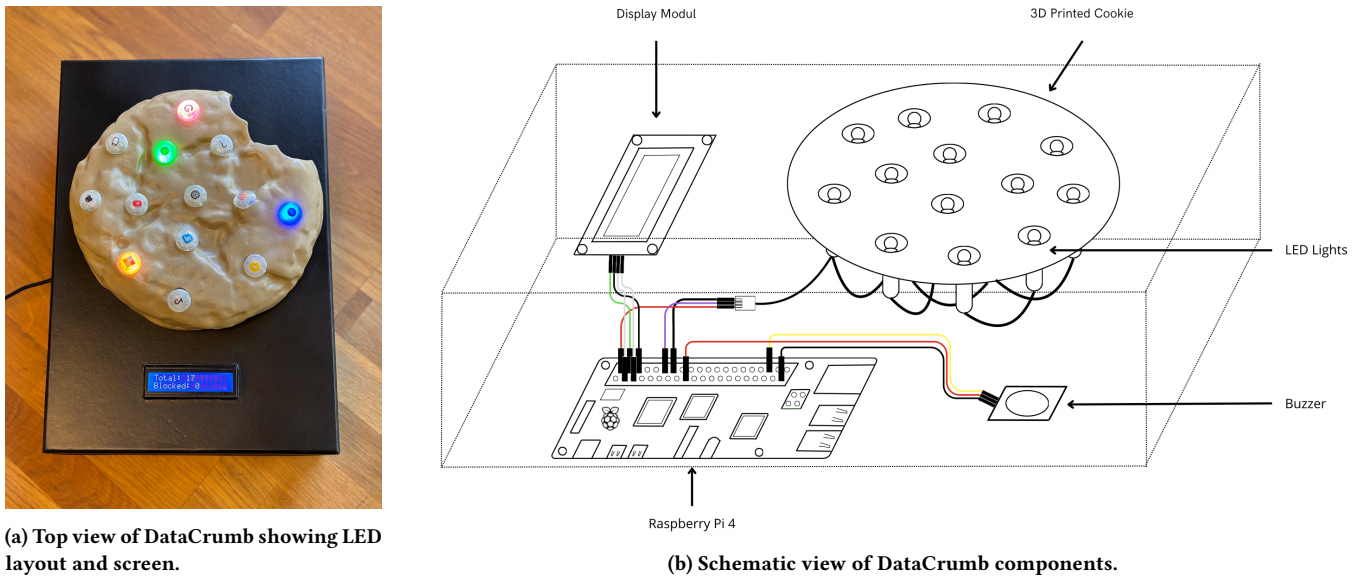 Display Modul
3D Printed Cookie
LED Lights
Total: 17
Blocked: 0
Buzzer
Raspberry Pi 4
(a) Top view of DataCrumb showing LED
layout and screen.
(b) Schematic view of DataCrumb components.